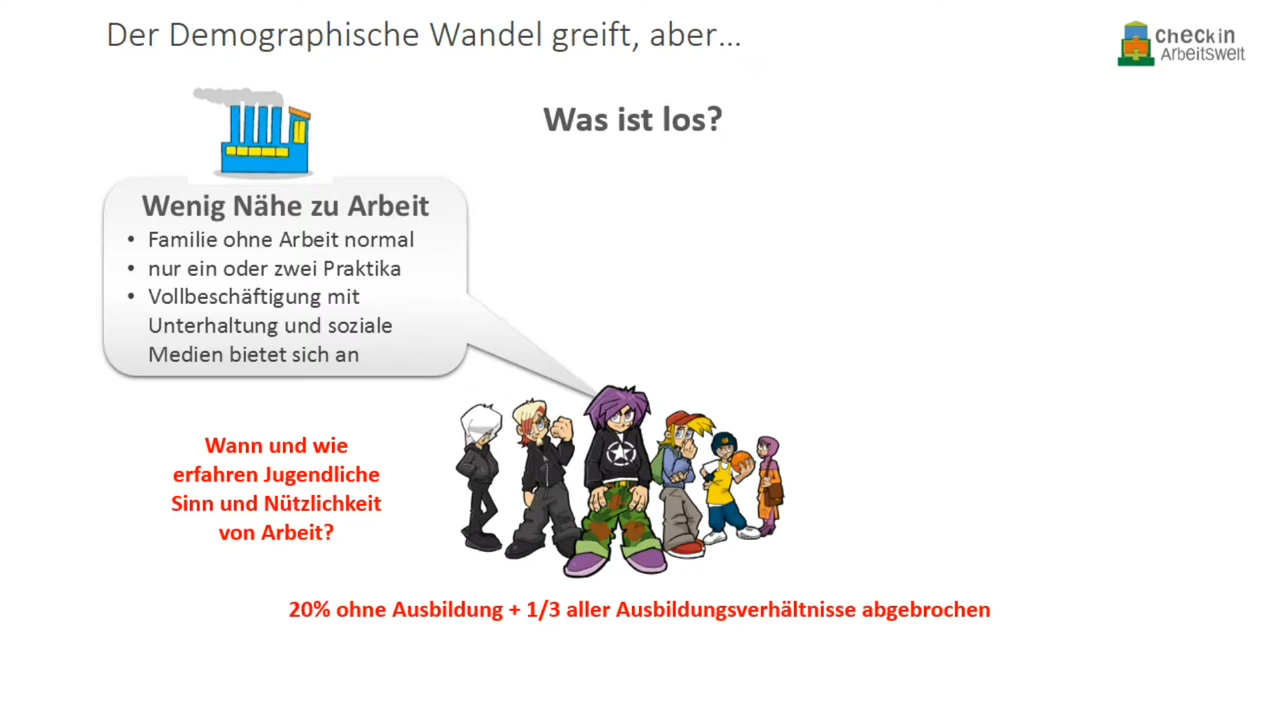 Der Demographische Wandel greift, aber...
checkin
Arbeitswelt
Was ist los?
Wenig Nähe zu Arbeit
• Familie ohne Arbeit normal
• nur ein oder zwei Praktika
• Vollbeschäftigung mit
Unterhaltung und soziale
Medien bietet sich an
Wann und wie
erfahren Jugendliche
Sinn und Nützlichkeit
von Arbeit?
20% ohne Ausbildung + 1/3 aller Ausbildungsverhältnisse abgebrochen